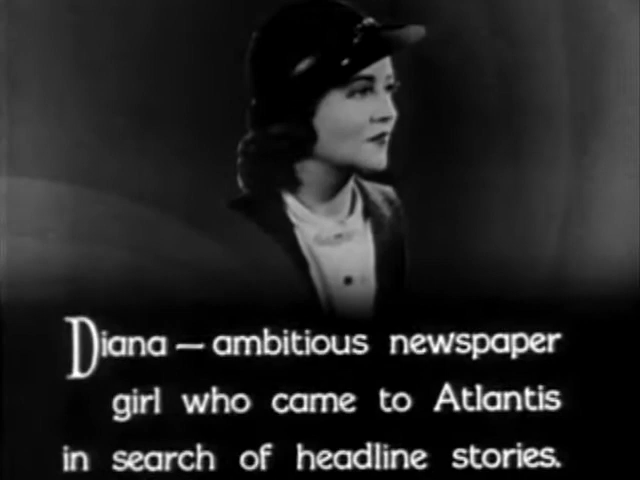 Diana — ambitious newspaper
girl who came to Atlantis
in search of headline stories.